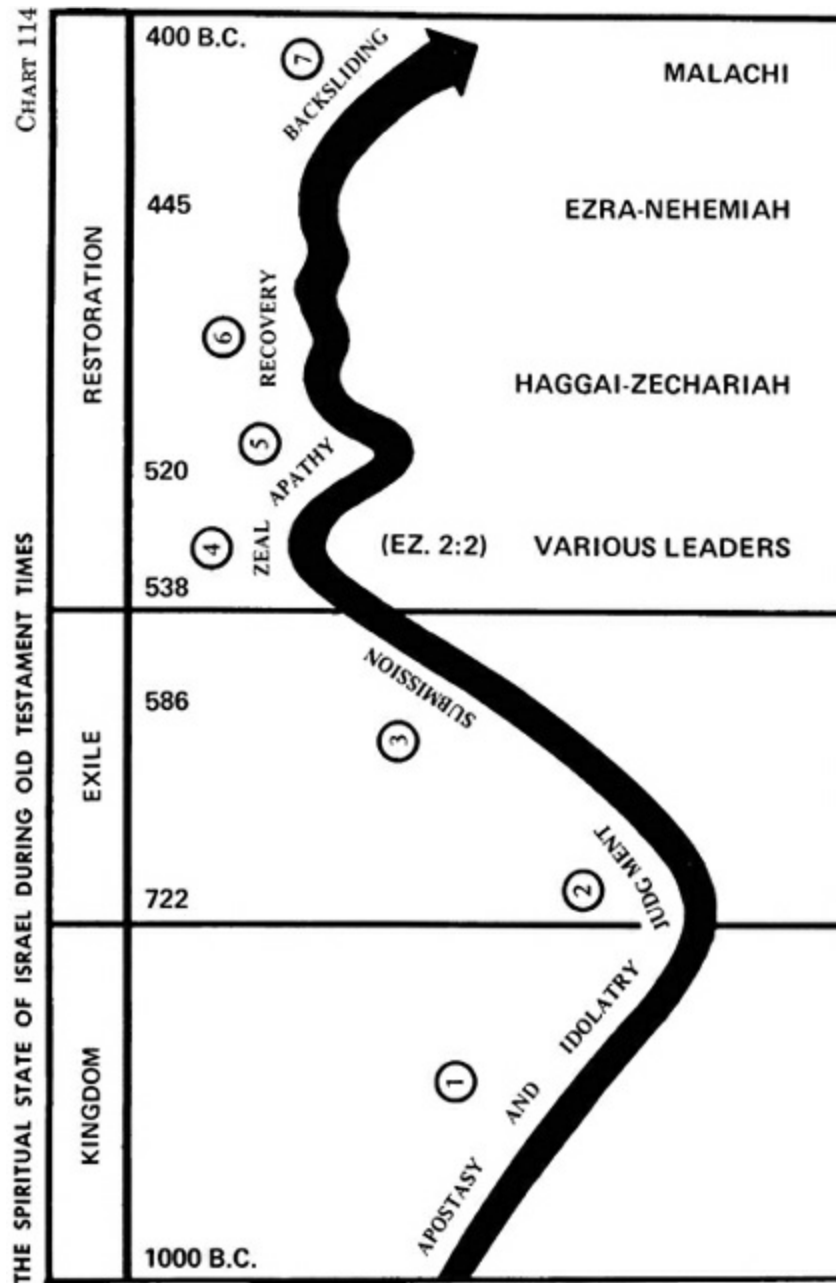 CHART 114
THE SPIRITUAL STATE OF ISRAEL DURING OLD TESTAMENT TIMES
KINGDOM
EXILE
RESTORATION
1000 B.C.
722
586
538
520
445
400 B.C.
1
APOSTASY AND IDOLATRY
2
JUDGMENT
3
SUBMISSION
4
ZEAL
5
APATHY
6
RECOVERY
7
BACKSLIDING
(EZ. 2:2) VARIOUS LEADERS
HAGGAI-ZECHARIAH
EZRA-NEHEMIAH
MALACHI